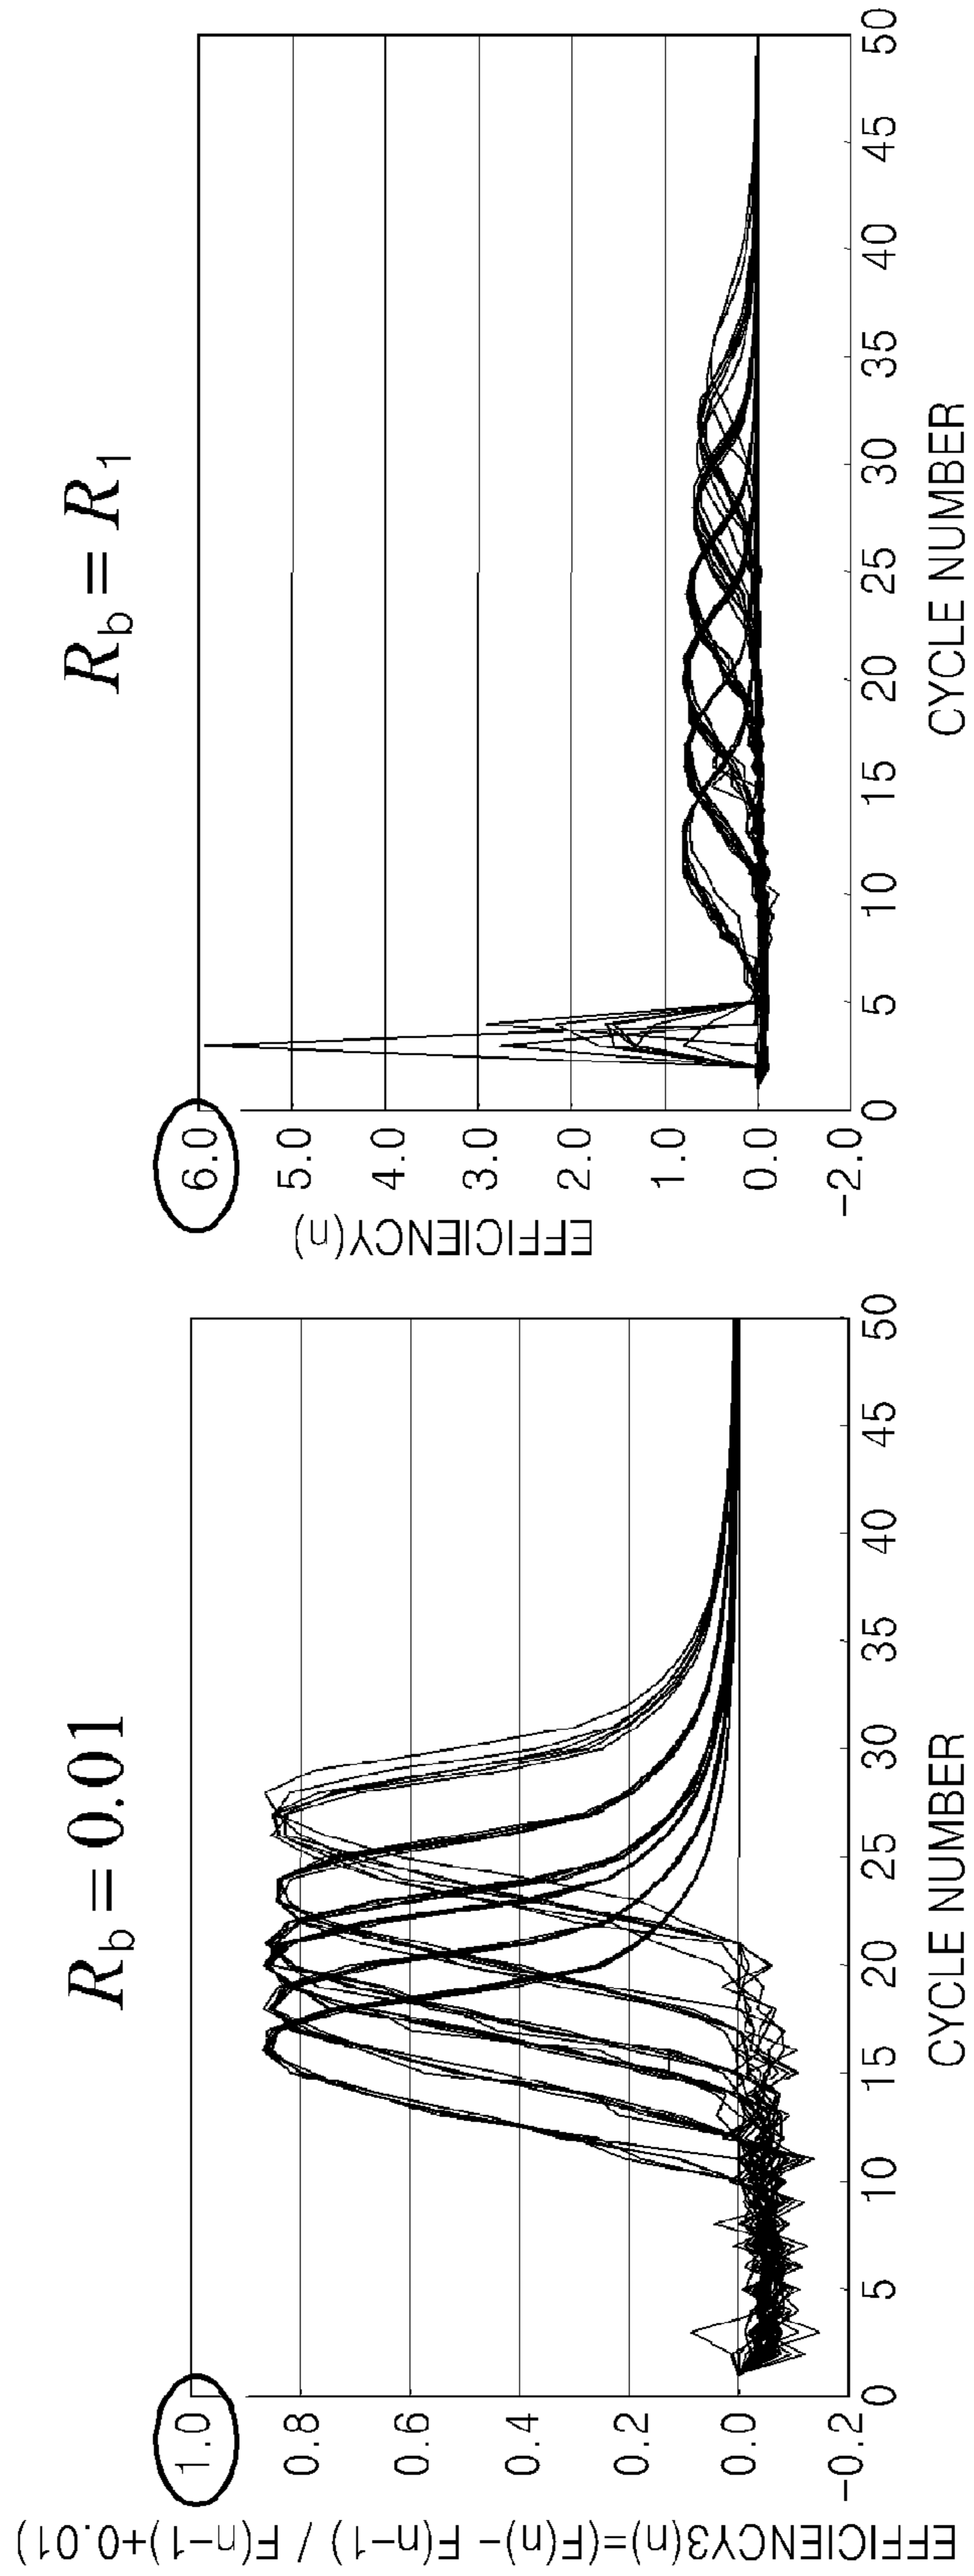 R_b = 0.01
EFFICIENCY3(n)=(F(n)- F(n-1) / F(n-1)+0.01)
1.0
0.8
0.6
0.4
0.2
0.0
-0.2
0 5 10 15 20 25 30 35 40 45 50
CYCLE NUMBER
R_b = R_1
EFFICIENCY(n)
6.0
5.0
4.0
3.0
2.0
1.0
0.0
-2.0
0 5 10 15 20 25 30 35 40 45 50
CYCLE NUMBER